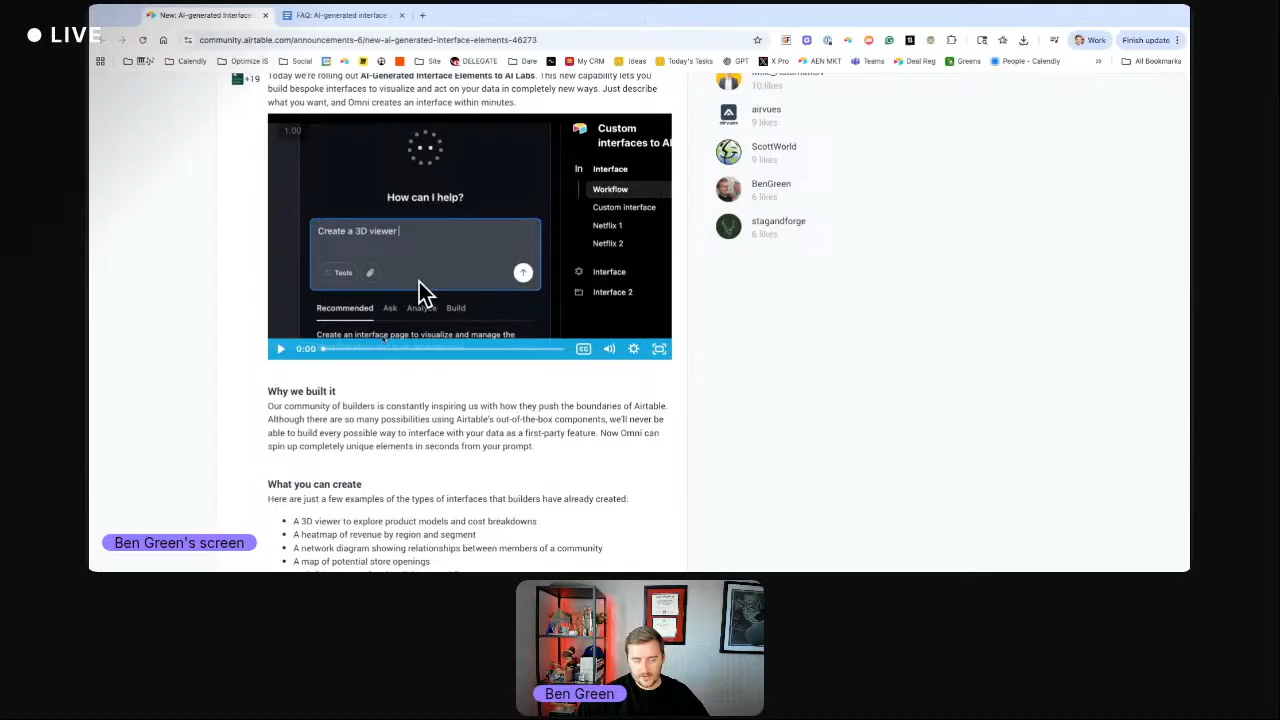 LIVE
New: AI-generated Interface
FAQ: AI-generated interface
community.airtable.com/announcements-6/new-ai-generated-interface-elements-46273
Work
Finish update
Calendly
Optimize IS
Social
Site
DELEGATE
Dare
My CRM
Ideas
Today's Tasks
GPT
X Pro
AEN MKT
Teams
Deal Reg
Greens
People - Calendly
All Bookmarks
+19
Today we're rolling out AI-Generated Interface Elements to AI Labs. This new capability lets you
build bespoke interfaces to visualize and act on your data in completely new ways. Just describe
what you want, and Omni creates an interface within minutes.
1.00
How can I help?
Create a 3D viewer
Tools
Recommended Ask Analyze Build
Create an interface page to visualize and manage the
Custom
interfaces to AI
In Interface
Workflow
Custom interface
Netflix 1
Netflix 2
Interface
Interface 2
0:00
CC
Why we built it
Our community of builders is constantly inspiring us with how they push the boundaries of Airtable.
Although there are so many possibilities using Airtable's out-of-the-box components, we'll never be
able to build every possible way to interface with your data as a first-party feature. Now Omni can
spin up completely unique elements in seconds from your prompt.
What you can create
Here are just a few examples of the types of interfaces that builders have already created:
• A 3D viewer to explore product models and cost breakdowns
• A heatmap of revenue by region and segment
• A network diagram showing relationships between members of a community
• A map of potential store openings
10 likes
airvues
9 likes
ScottWorld
9 likes
BenGreen
6 likes
stagandforge
6 likes
Ben Green's screen
Ben Green